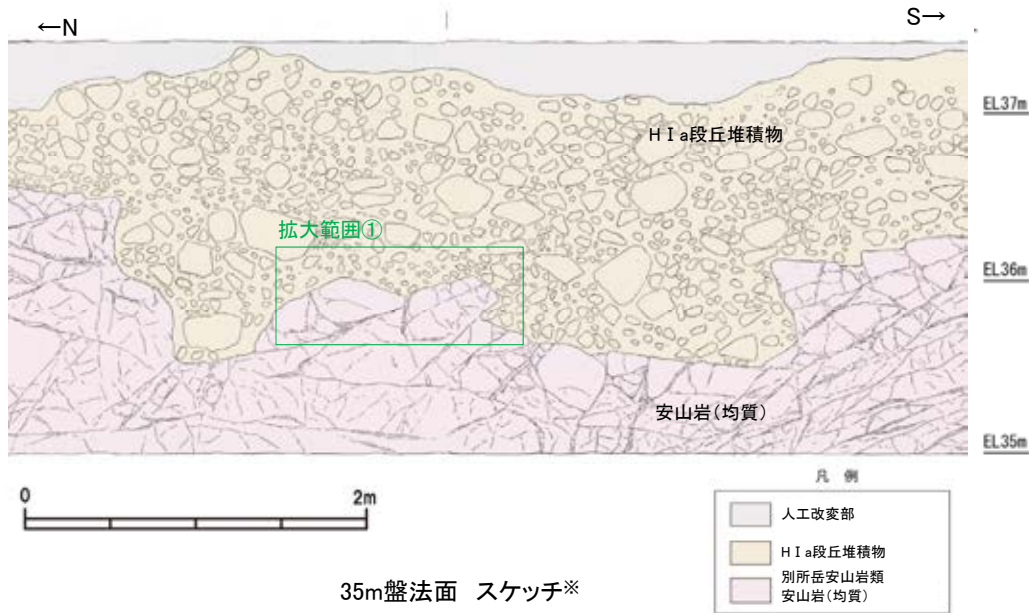 ←N
S→
EL37m
HⅠa段丘堆積物
拡大範囲①
EL36m
安山岩(均質)
EL35m
0 2m
凡 例
人工改変部
HⅠa段丘堆積物
別所岳安山岩類
安山岩(均質)
35m盤法面 スケッチ※